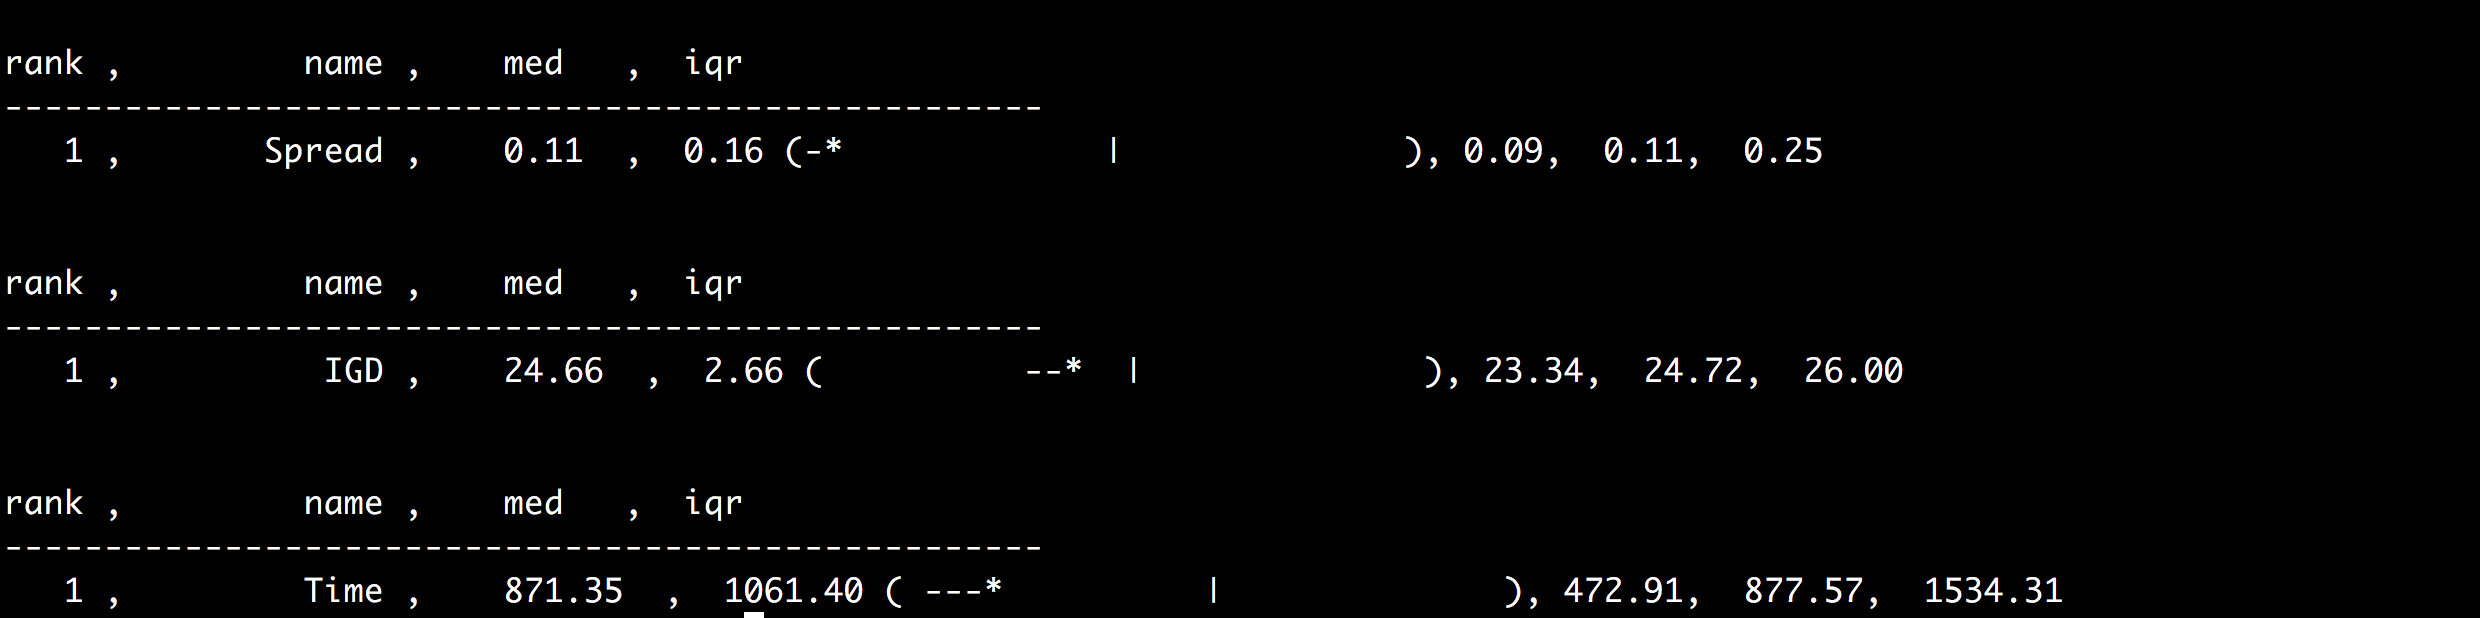 rank ,         name ,    med   ,  iqr
----------------------------------------------------
   1 ,       Spread ,    0.11  ,  0.16 (-*             |              ), 0.09,  0.11,  0.25
rank ,         name ,    med   ,  iqr
----------------------------------------------------
   1 ,          IGD ,    24.66  ,  2.66 (          --*  |              ), 23.34,  24.72,  26.00
rank ,         name ,    med   ,  iqr
----------------------------------------------------
   1 ,         Time ,    871.35  ,  1061.40 ( ---*          |              ), 472.91,  877.57,  1534.31